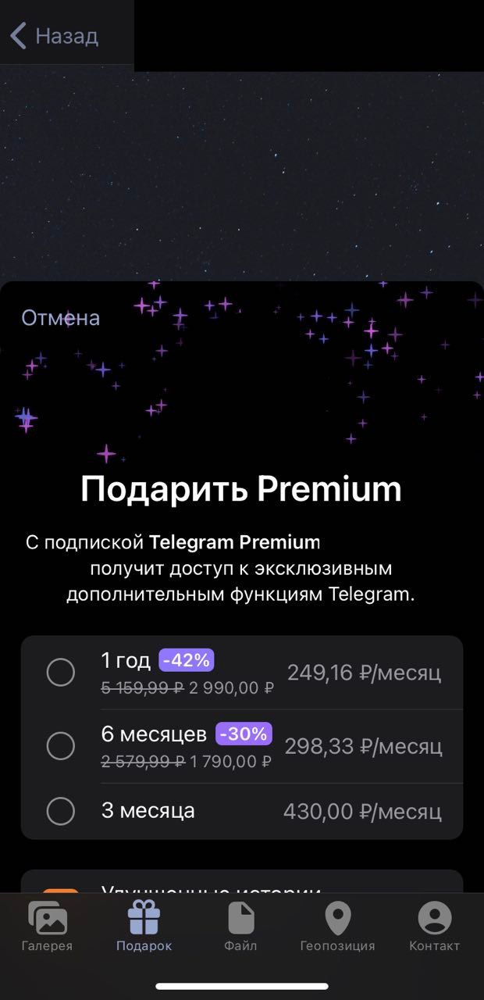 Назад
Отмена
Подарить Premium
С подпиской Telegram Premium
получит доступ к эксклюзивным
дополнительным функциям Telegram.
1 год -42%
5 159,99 ₽ 2 990,00 ₽ 249,16 ₽/месяц
6 месяцев -30%
2 579,99 ₽ 1 790,00 ₽ 298,33 ₽/месяц
3 месяца 430,00 ₽/месяц
Улучшенные истории
Галерея Подарок Файл Геопозиция Контакт